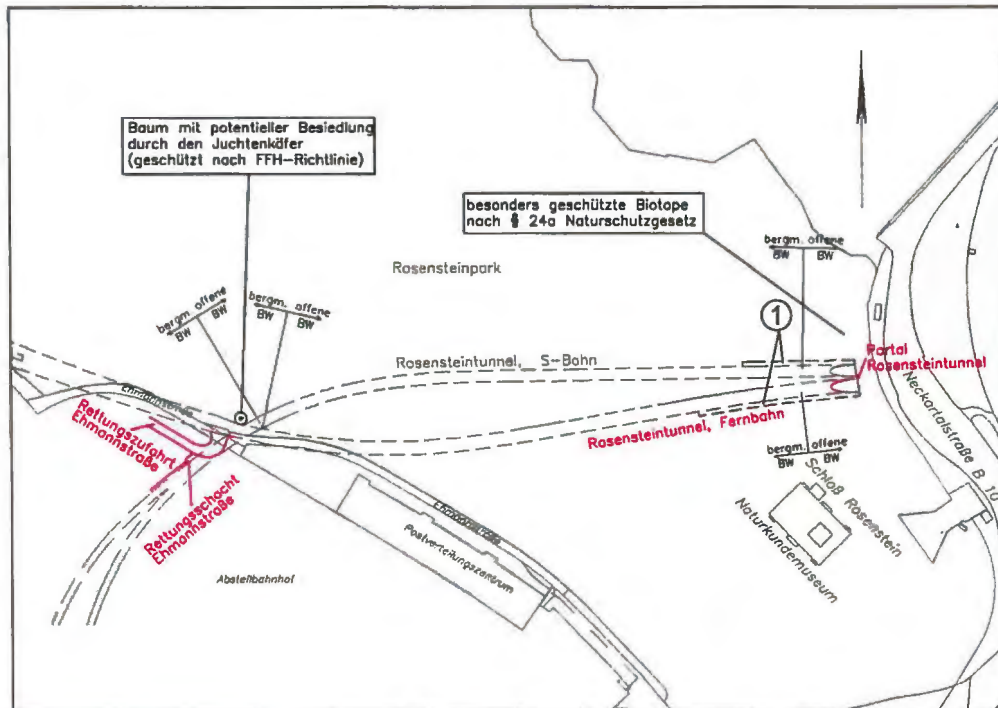 Baum mit potentieller Besiedlung
durch den Juchtenkäfer
(geschützt nach FFH-Richtlinie)
besonders geschützte Biotope
nach § 24a Naturschutzgesetz
bergm. offene
BW BW
Rosensteinpark
bergm. offene
BW BW
bergm. offene
BW BW
1
Rosensteintunnel, S-Bahn
Portal
Rosensteintunnel
Ehmannstraße
Rettungszufahrt
Ehmannstraße
Rosensteintunnel, Fernbahn
Neckartalstraße B 10
bergm. offene
BW BW
Rettungsschacht
Ehmannstraße
Schloß Rosenstein
Naturkundemuseum
Ehmannstraße
Postverteilungszentrum
Abstellbahnhof